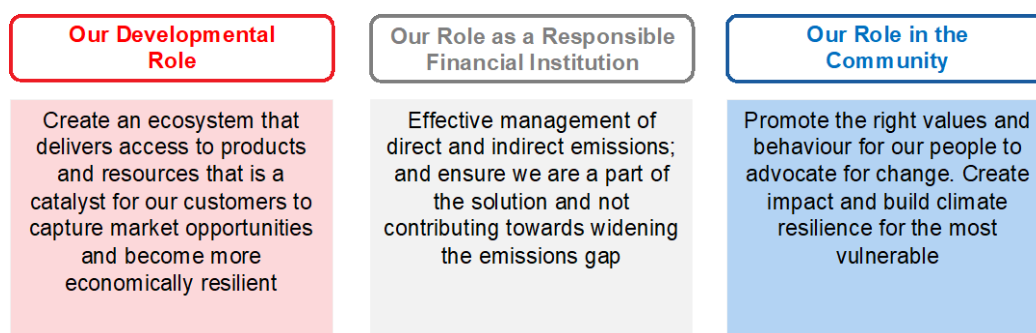 Our Developmental
Role
Create an ecosystem that
delivers access to products
and resources that is a
catalyst for our customers to
capture market opportunities
and become more
economically resilient
Our Role as a Responsible
Financial Institution
Effective management of
direct and indirect emissions;
and ensure we are a part of
the solution and not
contributing towards widening
the emissions gap
Our Role in the
Community
Promote the right values and
behaviour for our people to
advocate for change. Create
impact and build climate
resilience for the most
vulnerable